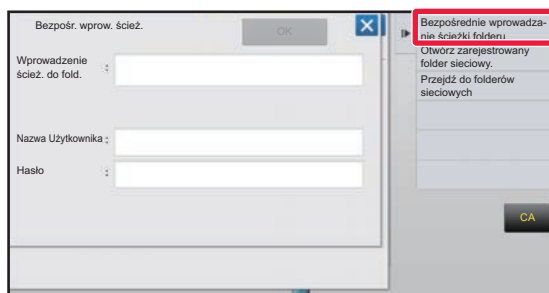 Bezpośr. wprow. ścież.
OK
Wprowadzenie :
ścież. do fold.
Nazwa Użytkownika :
Hasło :
Bezpośrednie wprowadza-
nie ścieżki folderu
Otwórz zarejestrowany
folder sieciowy.
Przejdź do folderów
sieciowych
CA